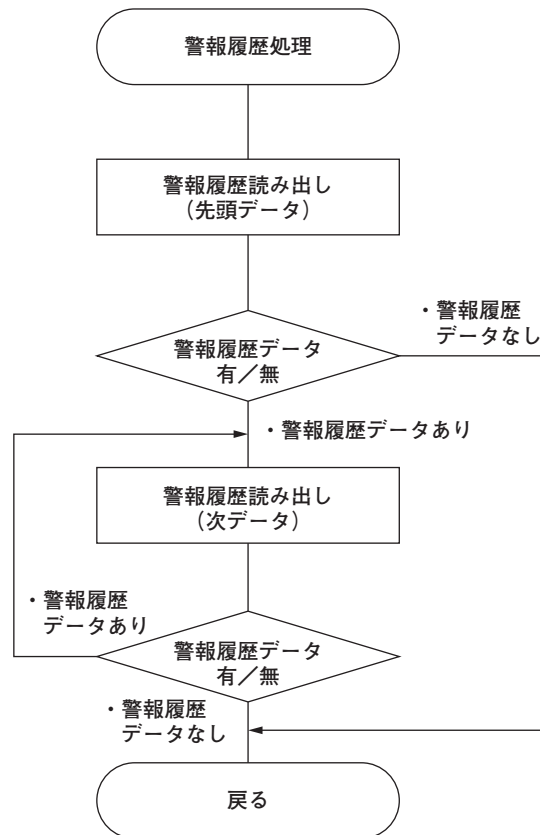 警報履歴処理
警報履歴読み出し
(先頭データ)
・警報履歴
データなし
警報履歴データ
有／無
・警報履歴データあり
警報履歴読み出し
(次データ)
・警報履歴
データあり
警報履歴データ
有／無
・警報履歴
データなし
戻る